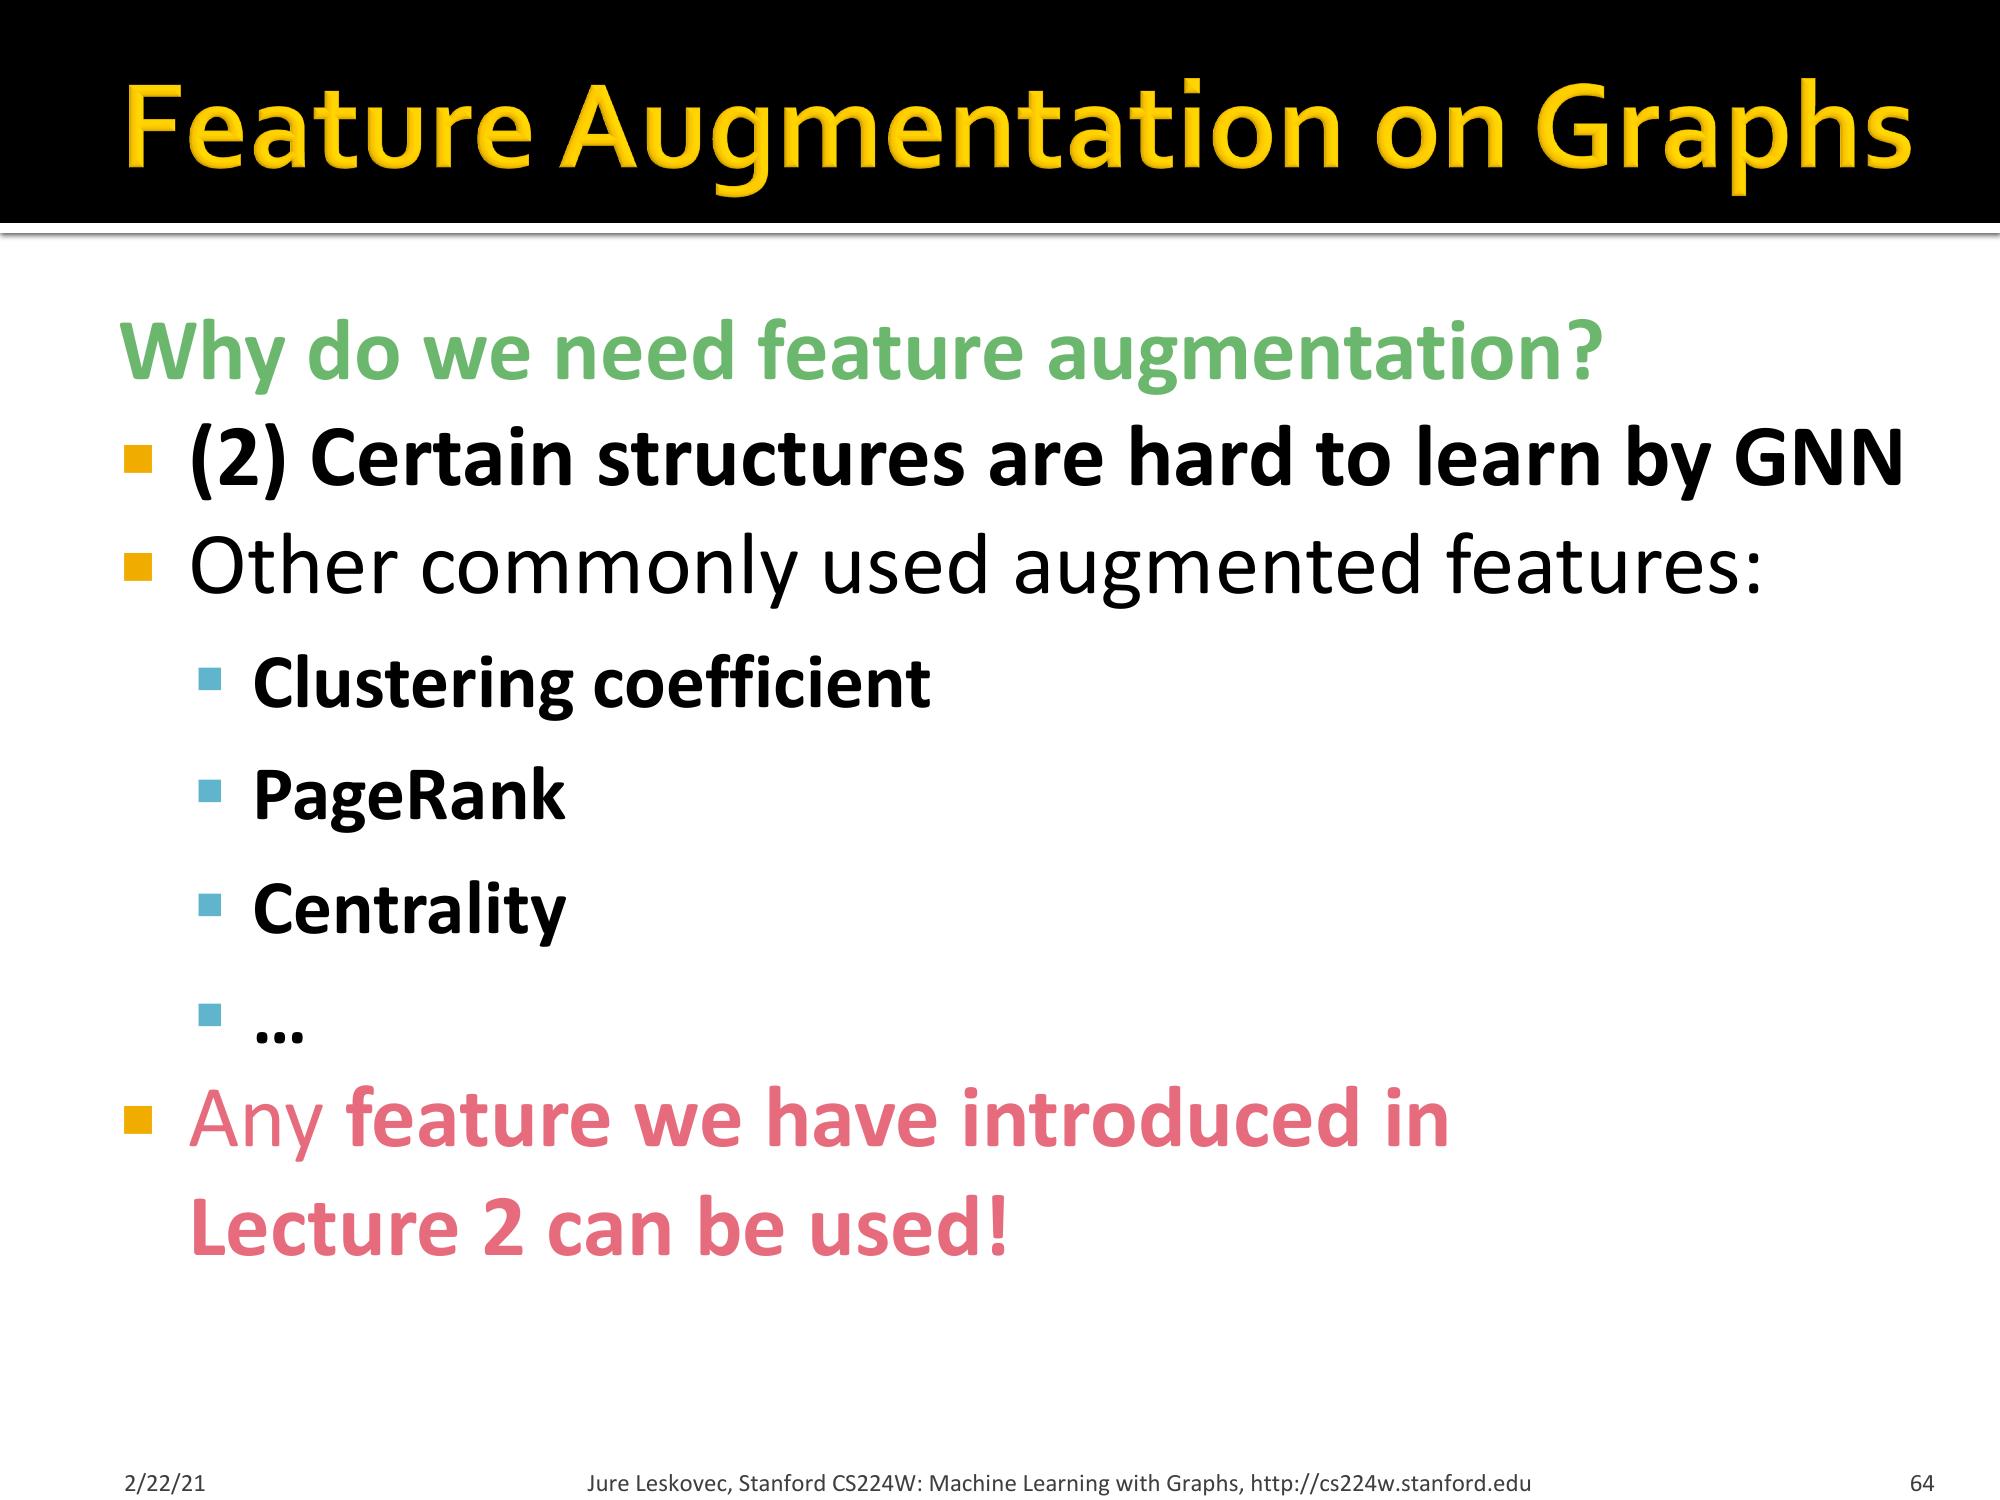 Feature Augmentation on Graphs
Why do we need feature augmentation?
(2) Certain structures are hard to learn by GNN
Other commonly used augmented features:
Clustering coefficient
PageRank
Centrality
…
Any feature we have introduced in
Lecture 2 can be used!
2/22/21
Jure Leskovec, Stanford CS224W: Machine Learning with Graphs, http://cs224w.stanford.edu
64